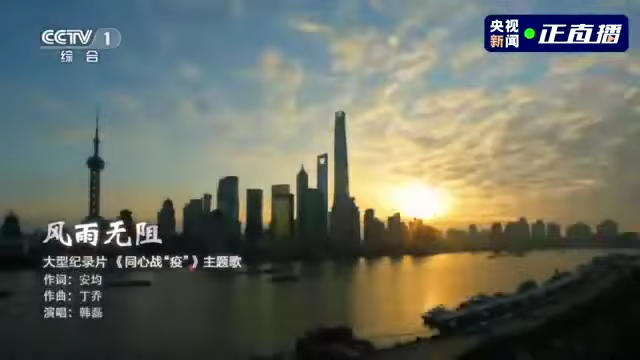 CCTV 1
综合
央视
新闻
正直播
风雨无阻
大型纪录片《同心战“疫”》主题歌
作词：安均
作曲：丁乔
演唱：韩磊